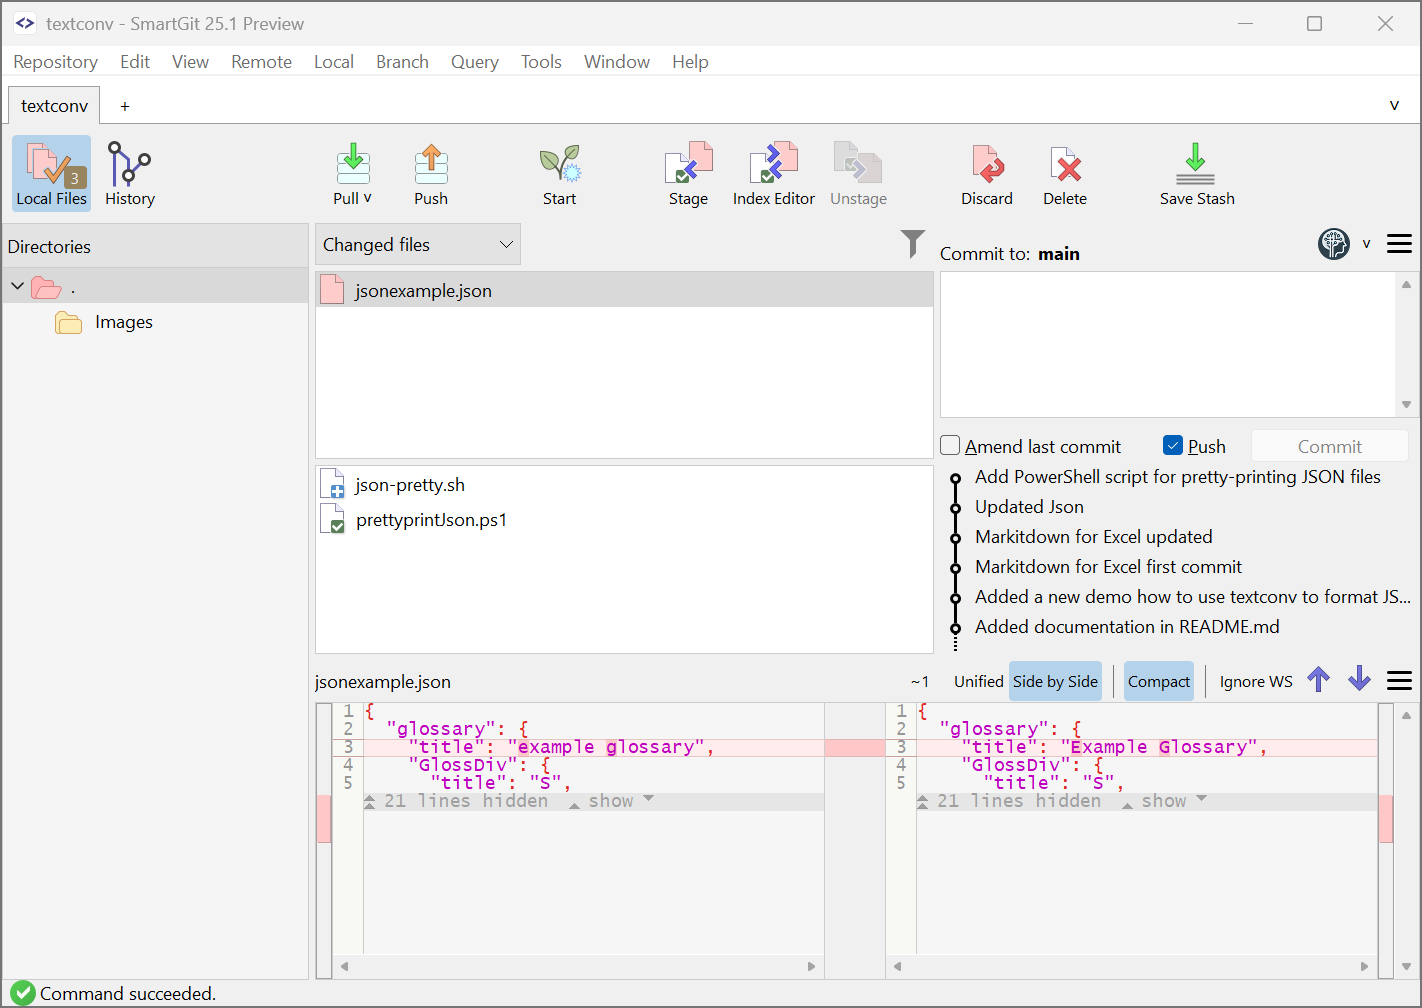 textconv - SmartGit 25.1 Preview
Repository Edit View Remote Local Branch Query Tools Window Help
textconv +
3
Local Files History Pull Push Start Stage Index Editor Unstage Discard Delete Save Stash
Directories
.
Images
Changed files
jsonexample.json
json-pretty.sh
prettyprintJson.ps1
Commit to: main
Amend last commit Push Commit
Add PowerShell script for pretty-printing JSON files
Updated Json
Markitdown for Excel updated
Markitdown for Excel first commit
Added a new demo how to use textconv to format JS...
Added documentation in README.md
jsonexample.json ~1 Unified Side by Side Compact Ignore WS
1 {
2 "glossary": {
3 "title": "example glossary",
4 "GlossDiv": {
5 "title": "S",
21 lines hidden show
1 {
2 "glossary": {
3 "title": "Example Glossary",
4 "GlossDiv": {
5 "title": "S",
21 lines hidden show
Command succeeded.